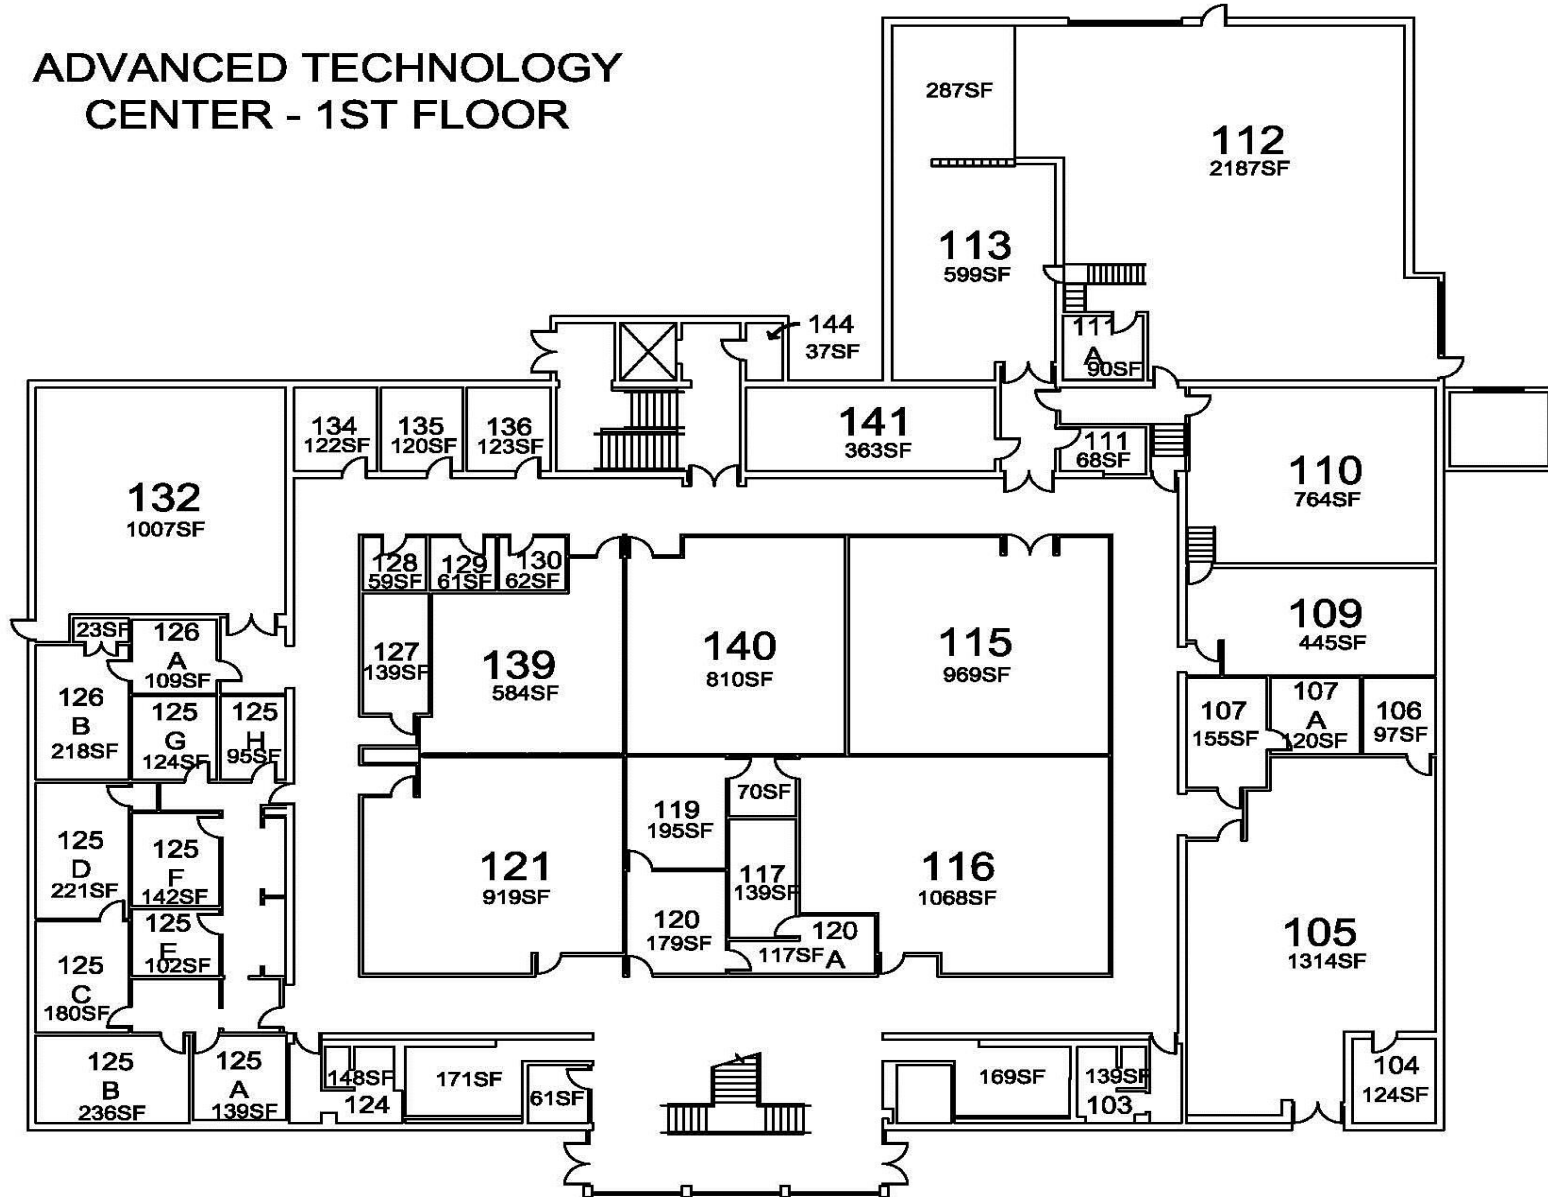 ADVANCED TECHNOLOGY
CENTER - 1ST FLOOR
287SF
112
2187SF
113
599SF
144
37SF
111
A
90SF
134
122SF
135
120SF
136
123SF
141
363SF
111
68SF
132
1007SF
110
764SF
128
59SF
129
61SF
130
62SF
23SF
126
A
109SF
127
139SF
139
584SF
140
810SF
115
969SF
109
445SF
126
B
218SF
125
G
124SF
125
H
95SF
107
155SF
107
A
120SF
106
97SF
70SF
119
195SF
125
D
221SF
125
F
142SF
121
919SF
117
139SF
116
1068SF
125
E
102SF
120
179SF
120
117SF A
105
1314SF
125
C
180SF
125
B
236SF
125
A
139SF
148SF
124
171SF
61SF
169SF
139SF
103
104
124SF